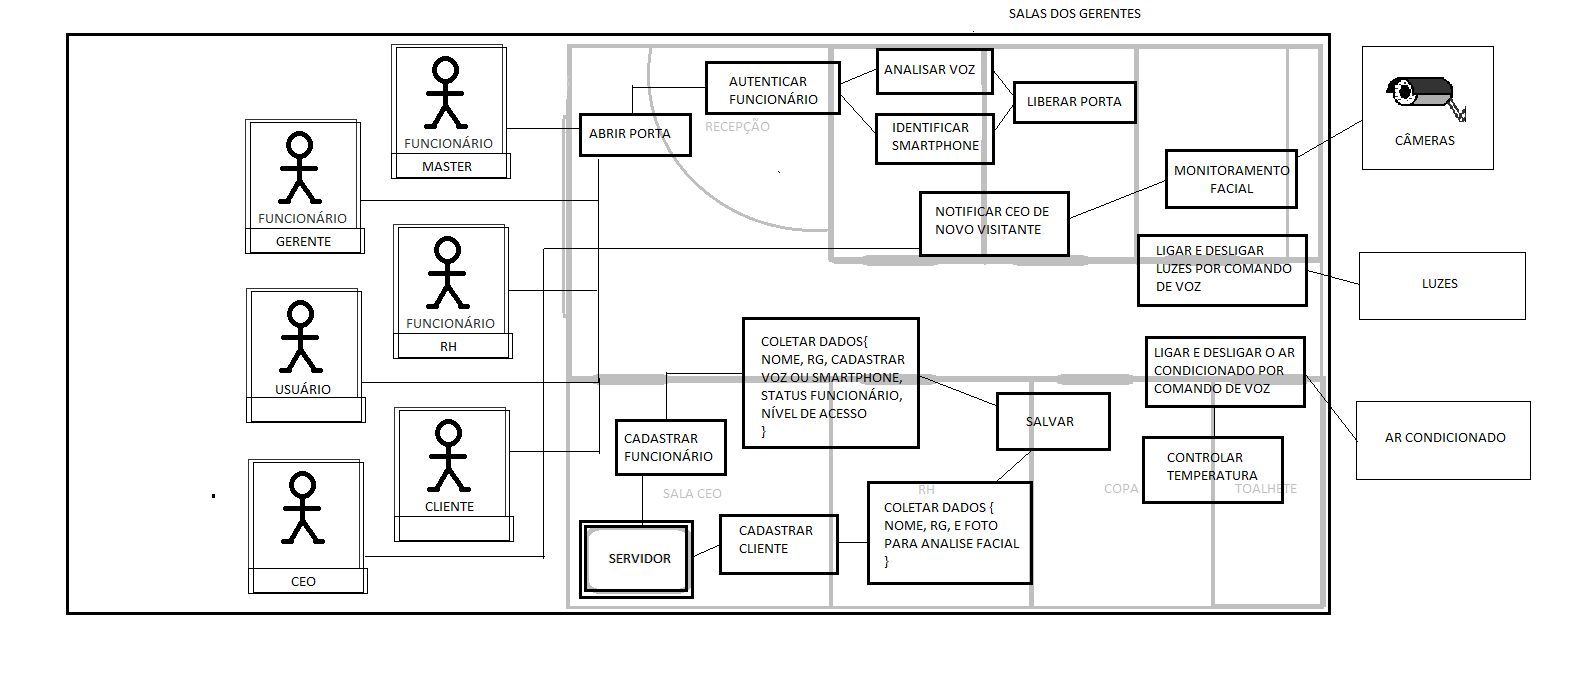 SALAS DOS GERENTES
FUNCIONÁRIO
MASTER
FUNCIONÁRIO
GERENTE
FUNCIONÁRIO
RH
USUÁRIO
CLIENTE
CEO
ABRIR PORTA
AUTENTICAR
FUNCIONÁRIO
RECEPÇÃO
ANALISAR VOZ
IDENTIFICAR
SMARTPHONE
LIBERAR PORTA
CÂMERAS
MONITORAMENTO
FACIAL
NOTIFICAR CEO DE
NOVO VISITANTE
LIGAR E DESLIGAR
LUZES POR COMANDO
DE VOZ
LUZES
COLETAR DADOS{
NOME, RG, CADASTRAR
VOZ OU SMARTPHONE,
STATUS FUNCIONÁRIO,
NÍVEL DE ACESSO
}
LIGAR E DESLIGAR O AR
CONDICIONADO POR
COMANDO DE VOZ
AR CONDICIONADO
SALVAR
CADASTRAR
FUNCIONÁRIO
CONTROLAR
TEMPERATURA
SALA CEO
RH
COPA
TOALHETE
COLETAR DADOS {
NOME, RG, E FOTO
PARA ANALISE FACIAL
}
CADASTRAR
CLIENTE
SERVIDOR